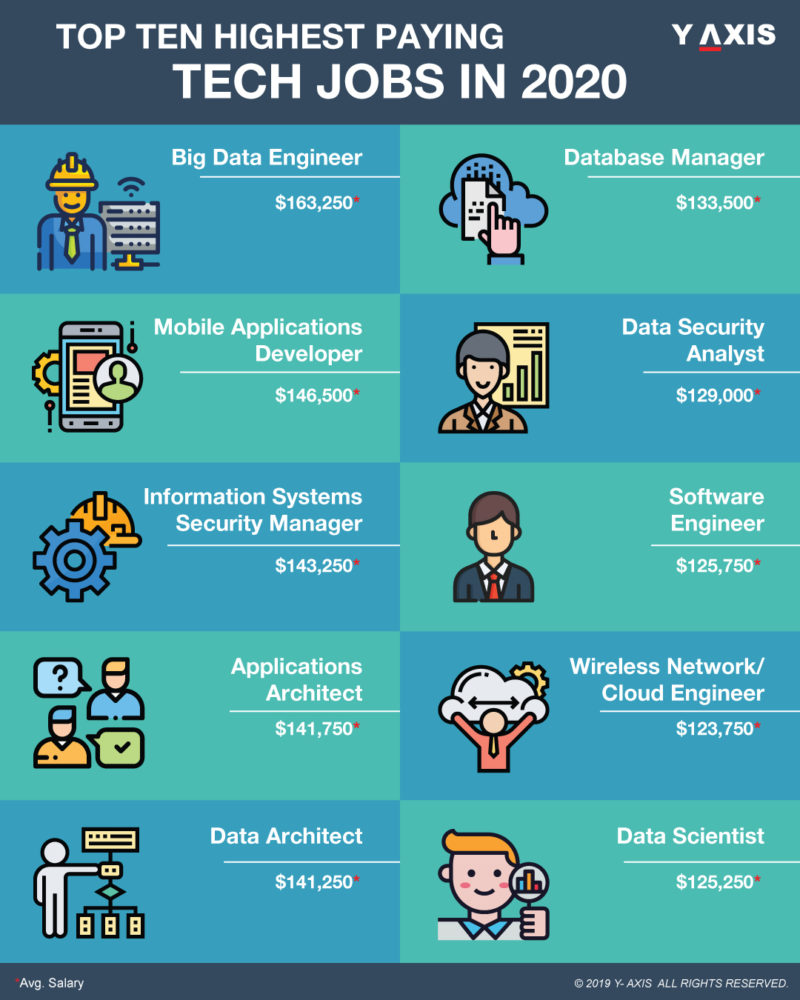 TOP TEN HIGHEST PAYING
TECH JOBS IN 2020
Y AXIS
Big Data Engineer
$163,250*
Database Manager
$133,500*
Mobile Applications
Developer
$146,500*
Data Security
Analyst
$129,000*
Information Systems
Security Manager
$143,250*
Software
Engineer
$125,750*
?
Applications
Architect
$141,750*
Wireless Network/
Cloud Engineer
$123,750*
Data Architect
$141,250*
Data Scientist
$125,250*
*Avg. Salary
© 2019 Y- AXIS ALL RIGHTS RESERVED.